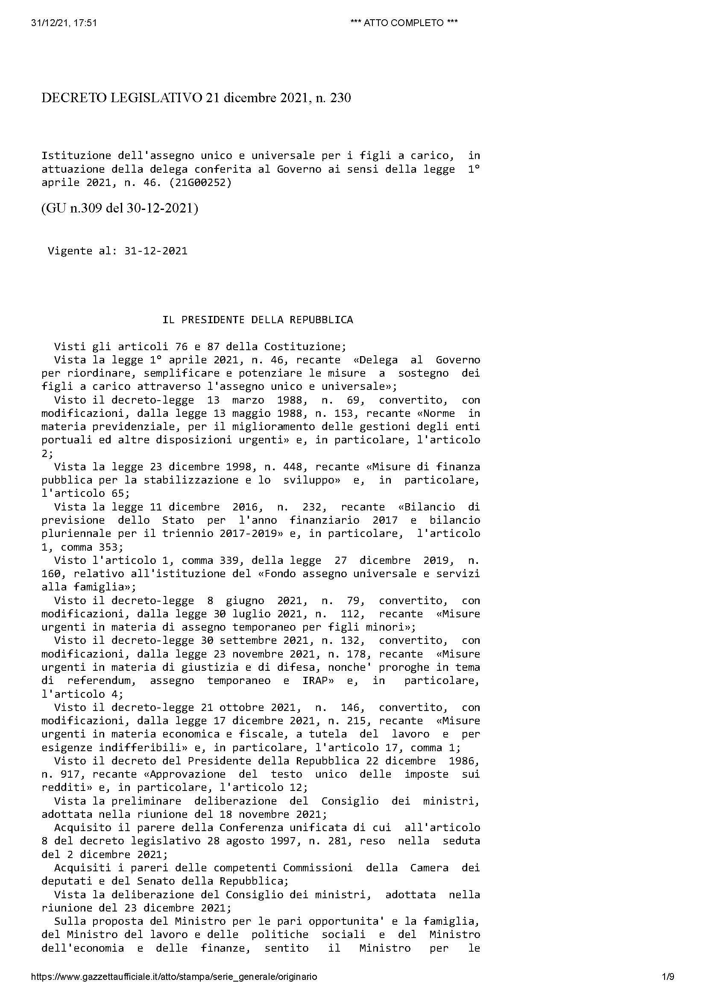 31/12/21, 17:51
*** ATTO COMPLETO ***
DECRETO LEGISLATIVO 21 dicembre 2021, n. 230
Istituzione dell'assegno unico e universale per i figli a carico, in
attuazione della delega conferita al Governo ai sensi della legge 1°
aprile 2021, n. 46. (21G00252)
(GU n.309 del 30-12-2021)
Vigente al: 31-12-2021
IL PRESIDENTE DELLA REPUBBLICA
Visti gli articoli 76 e 87 della Costituzione;
Vista la legge 1° aprile 2021, n. 46, recante «Delega al Governo
per riordinare, semplificare e potenziare le misure a sostegno dei
figli a carico attraverso l'assegno unico e universale»;
Visto il decreto-legge 13 marzo 1988, n. 69, convertito, con
modificazioni, dalla legge 13 maggio 1988, n. 153, recante «Norme in
materia previdenziale, per il miglioramento delle gestioni degli enti
portuali ed altre disposizioni urgenti» e, in particolare, l'articolo
2;
Vista la legge 23 dicembre 1998, n. 448, recante «Misure di finanza
pubblica per la stabilizzazione e lo sviluppo» e, in particolare,
l'articolo 65;
Vista la legge 11 dicembre 2016, n. 232, recante «Bilancio di
previsione dello Stato per l'anno finanziario 2017 e bilancio
pluriennale per il triennio 2017-2019» e, in particolare, l'articolo
1, comma 353;
Visto l'articolo 1, comma 339, della legge 27 dicembre 2019, n.
160, relativo all'istituzione del «Fondo assegno universale e servizi
alla famiglia»;
Visto il decreto-legge 8 giugno 2021, n. 79, convertito, con
modificazioni, dalla legge 30 luglio 2021, n. 112, recante «Misure
urgenti in materia di assegno temporaneo per figli minori»;
Visto il decreto-legge 30 settembre 2021, n. 132, convertito, con
modificazioni, dalla legge 23 novembre 2021, n. 178, recante «Misure
urgenti in materia di giustizia e di difesa, nonche' proroghe in tema
di referendum, assegno temporaneo e IRAP» e, in particolare,
l'articolo 4;
Visto il decreto-legge 21 ottobre 2021, n. 146, convertito, con
modificazioni, dalla legge 17 dicembre 2021, n. 215, recante «Misure
urgenti in materia economica e fiscale, a tutela del lavoro e per
esigenze indifferibili» e, in particolare, l'articolo 17, comma 1;
Visto il decreto del Presidente della Repubblica 22 dicembre 1986,
n. 917, recante «Approvazione del testo unico delle imposte sui
redditi» e, in particolare, l'articolo 12;
Vista la preliminare deliberazione del Consiglio dei ministri,
adottata nella riunione del 18 novembre 2021;
Acquisito il parere della Conferenza unificata di cui all'articolo
8 del decreto legislativo 28 agosto 1997, n. 281, reso nella seduta
del 2 dicembre 2021;
Acquisiti i pareri delle competenti Commissioni della Camera dei
deputati e del Senato della Repubblica;
Vista la deliberazione del Consiglio dei ministri, adottata nella
riunione del 23 dicembre 2021;
Sulla proposta del Ministro per le pari opportunita' e la famiglia,
del Ministro del lavoro e delle politiche sociali e del Ministro
dell'economia e delle finanze, sentito il Ministro per le
https://www.gazzettaufficiale.it/atto/stampa/serie_generale/originario
1/9